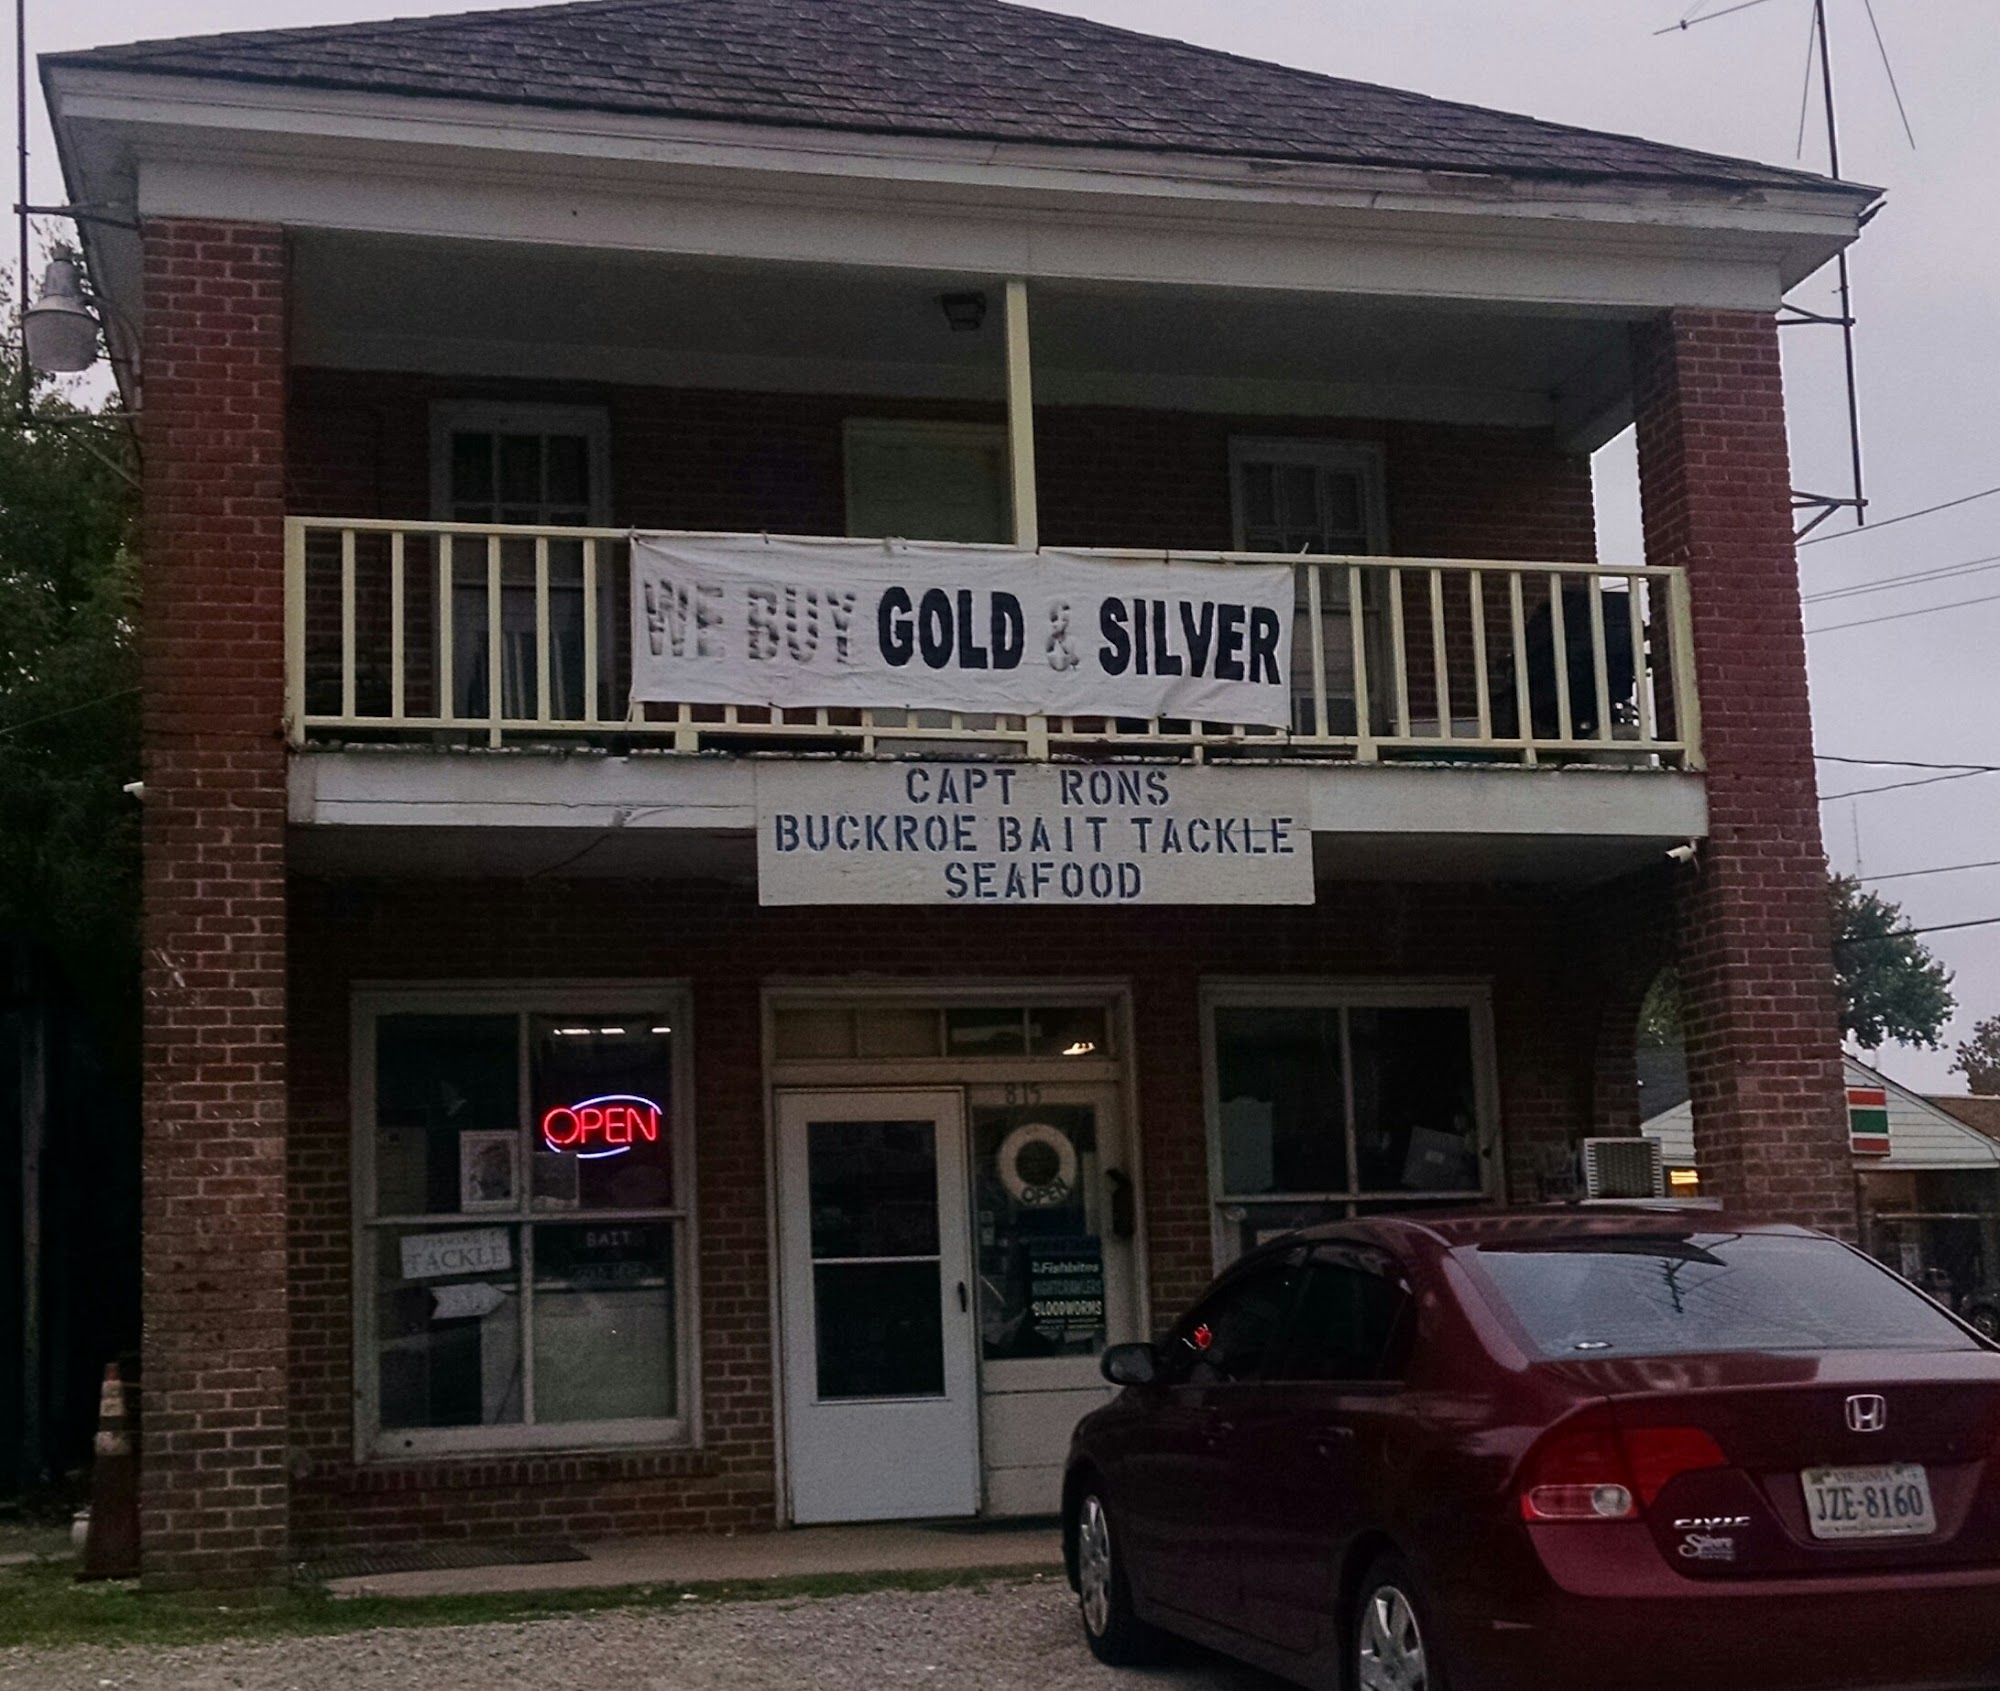 WE BUY GOLD & SILVER
CAPT RONS
BUCKROE BAIT TACKLE
SEAFOOD
815
OPEN
OPEN
TACKLE
BAIT
Fishbites
NIGHTCRAWLERS
BLOODWORMS
CIVIC
VIRGINIA
JZE-8160